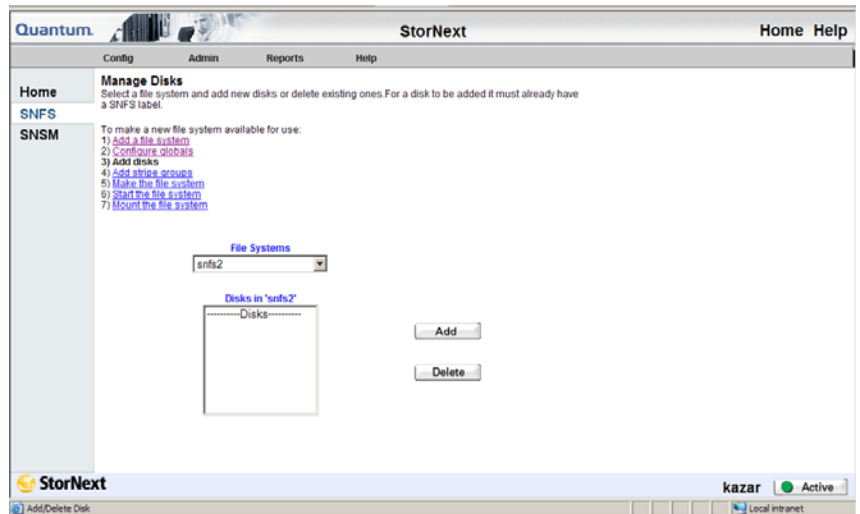 Quantum. StorNext Home Help
Config Admin Reports Help
Home
SNFS
SNSM
Manage Disks
Select a file system and add new disks or delete existing ones.For a disk to be added it must already have
a SNFS label.
To make a new file system available for use:
1) Add a file system
2) Configure globals
3) Add disks
4) Add stripe groups
5) Make the file system
6) Start the file system
7) Mount the file system
File Systems
snfs2
Disks in 'snfs2'
----------Disks----------
Add
Delete
StorNext
kazar Active
Add/Delete Disk Local intranet